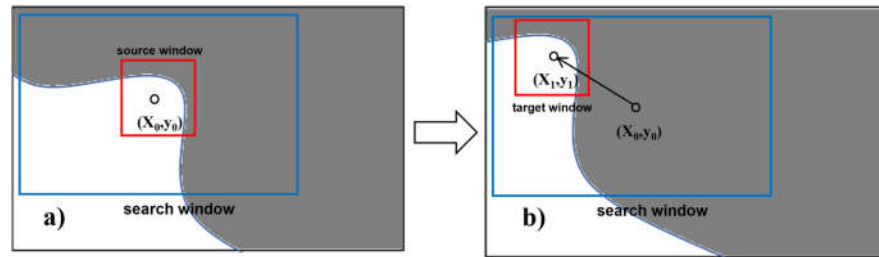 source window
(X₀,y₀)
search window
a)
(X₁,y₁)
target window
(X₀,y₀)
search window
b)